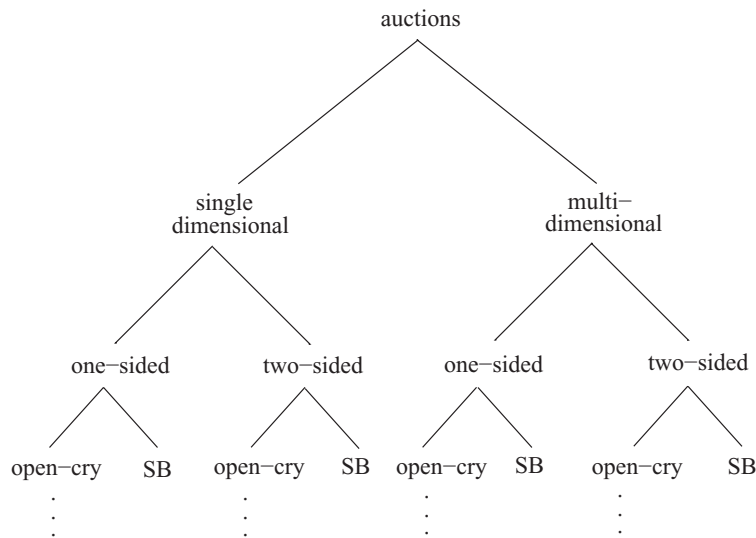 auctions
single
dimensional
multi−
dimensional
one−sided
two−sided
one−sided
two−sided
open−cry
SB
open−cry
SB
open−cry
SB
open−cry
SB